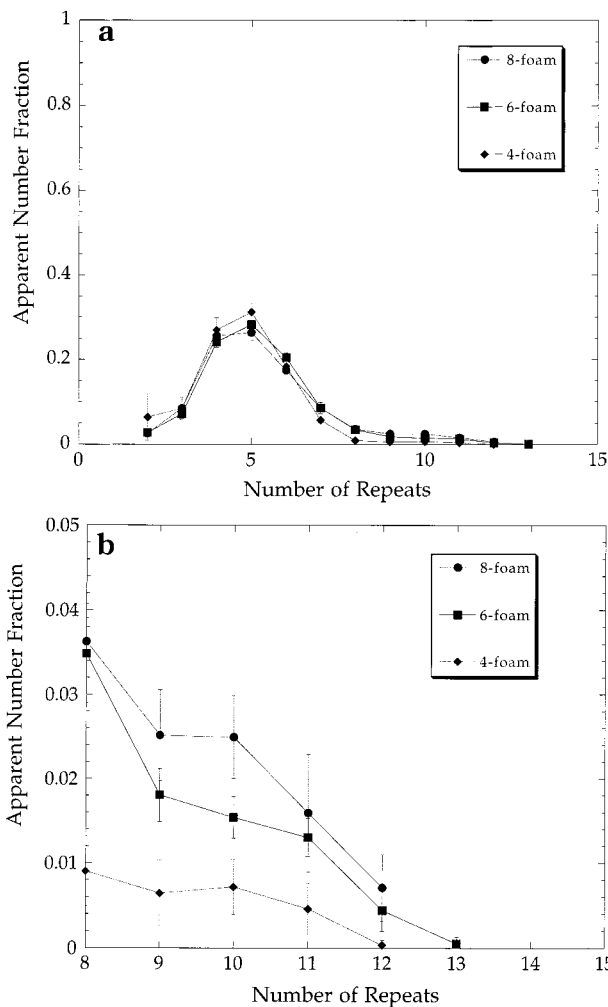 a
1
0.8
0.6
0.4
0.2
0
0 5 10 15
Apparent Number Fraction
Number of Repeats
8-foam
6-foam
4-foam
b
0.05
0.04
0.03
0.02
0.01
0
8 9 10 11 12 13 14 15
Apparent Number Fraction
Number of Repeats
8-foam
6-foam
4-foam